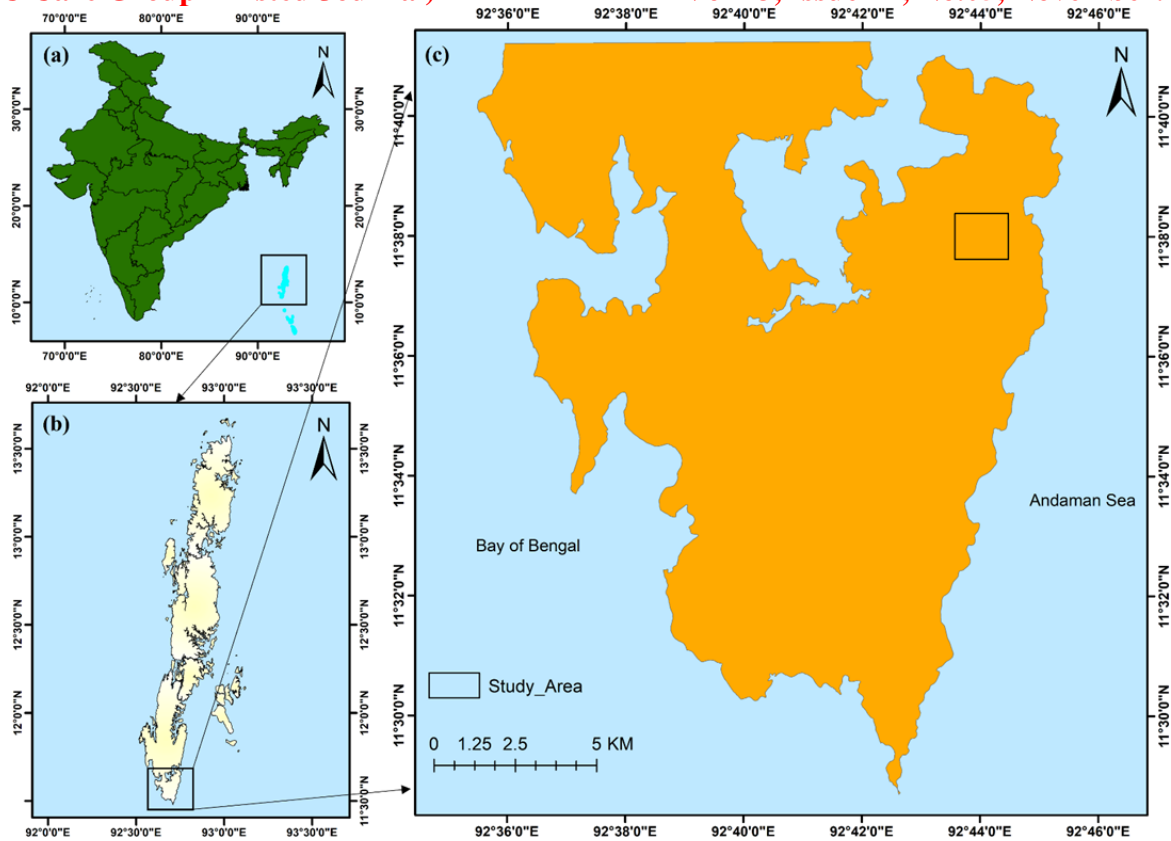 92°36'0"E 92°38'0"E 92°40'0"E 92°42'0"E 92°44'0"E 92°46'0"E
(a)
N
30°0'0"N
20°0'0"N
10°0'0"N
30°0'0"N
20°0'0"N
10°0'0"N
70°0'0"E 80°0'0"E 90°0'0"E
92°0'0"E 92°30'0"E 93°0'0"E 93°30'0"E
(b)
N
13°30'0"N
13°0'0"N
12°30'0"N
12°0'0"N
11°30'0"N
13°30'0"N
13°0'0"N
12°30'0"N
12°0'0"N
11°30'0"N
92°0'0"E 92°30'0"E 93°0'0"E 93°30'0"E
(c)
N
11°40'0"N
11°38'0"N
11°36'0"N
11°34'0"N
11°32'0"N
11°30'0"N
11°40'0"N
11°38'0"N
11°36'0"N
11°34'0"N
11°32'0"N
11°30'0"N
Andaman Sea
Bay of Bengal
Study_Area
0 1.25 2.5 5 KM
92°36'0"E 92°38'0"E 92°40'0"E 92°42'0"E 92°44'0"E 92°46'0"E